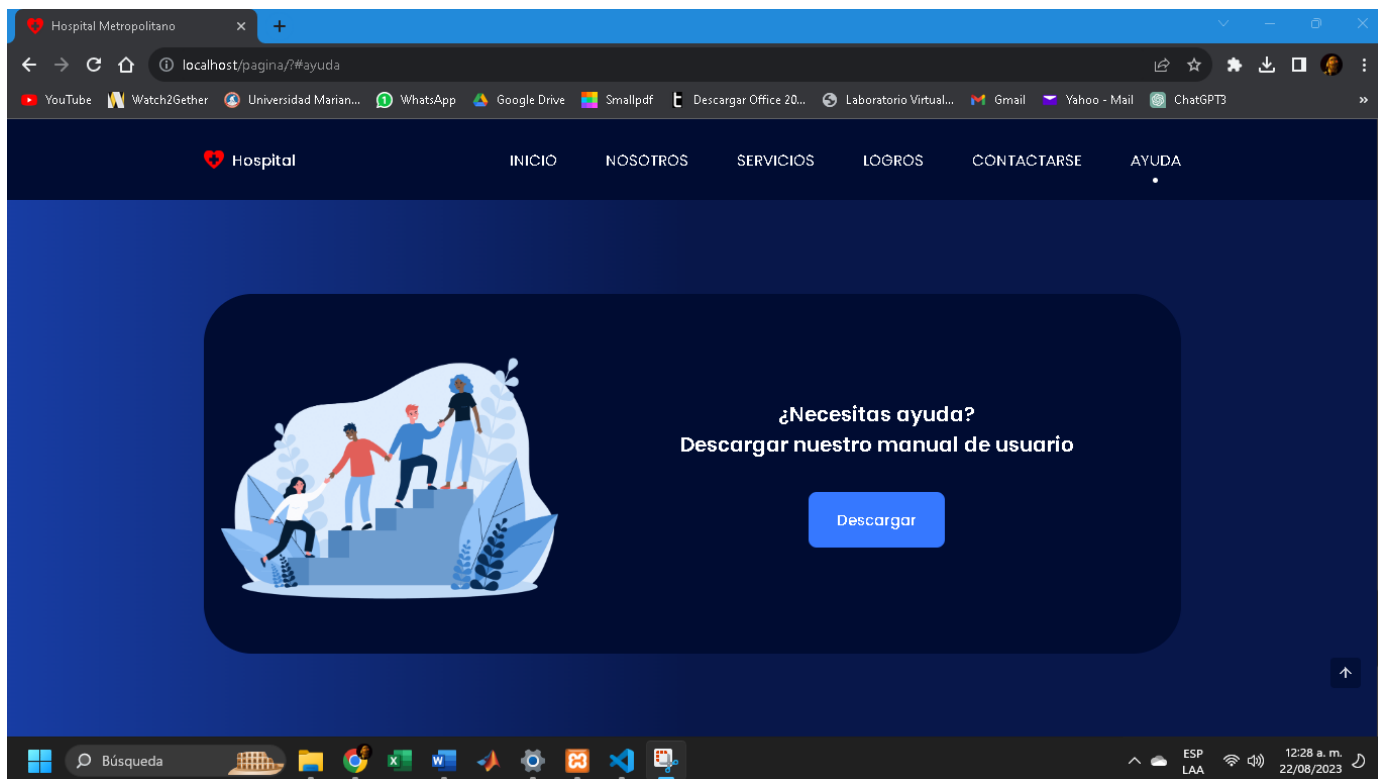 Hospital Metropolitano
localhost/pagina/?#ayuda
YouTube Watch2Gether Universidad Marian... WhatsApp Google Drive Smallpdf Descargar Office 20... Laboratorio Virtual... Gmail Yahoo - Mail ChatGPT3 »
Hospital INICIO NOSOTROS SERVICIOS LOGROS CONTACTARSE AYUDA
¿Necesitas ayuda?
Descargar nuestro manual de usuario
Descargar
Búsqueda
ESP
LAA
12:28 a. m.
22/08/2023